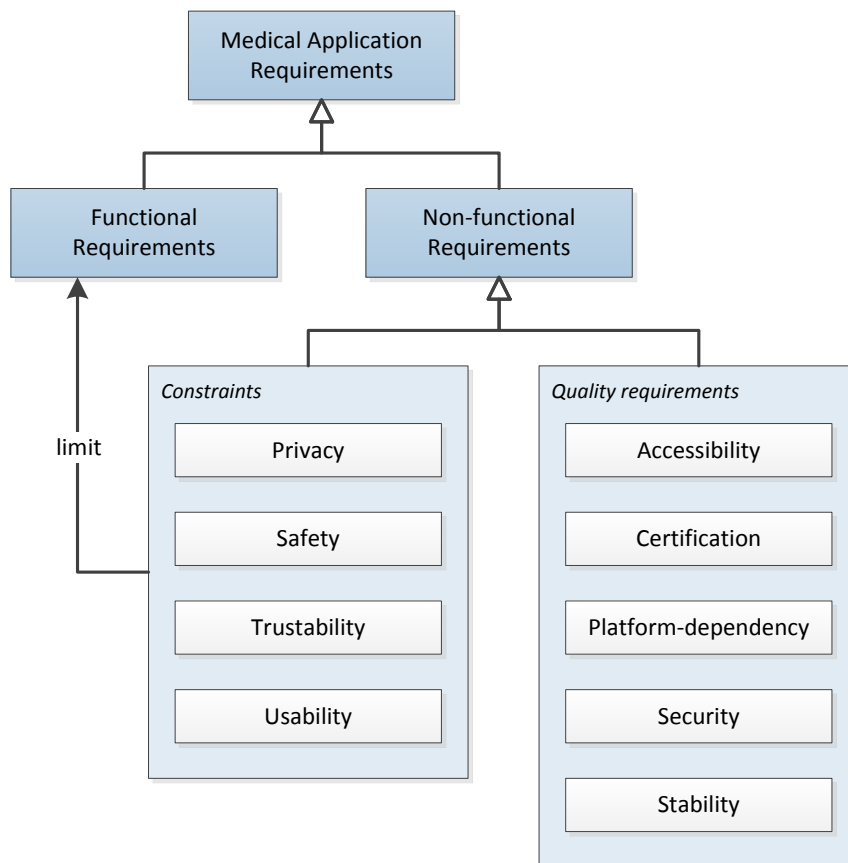 Medical Application
Requirements
Functional
Requirements
Non-functional
Requirements
limit
Constraints
Privacy
Safety
Trustability
Usability
Quality requirements
Accessibility
Certification
Platform-dependency
Security
Stability